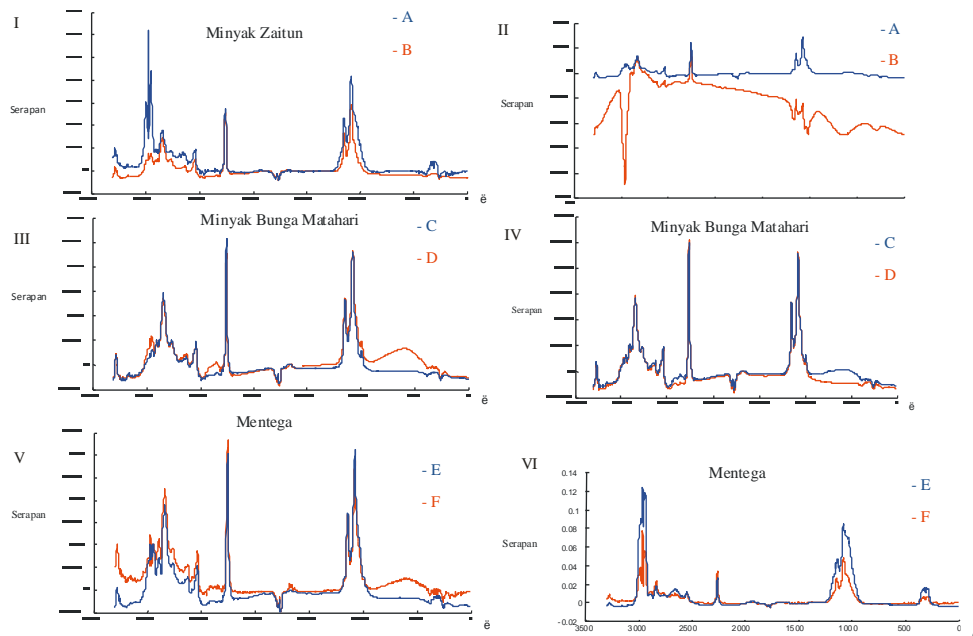 I
Minyak Zaitun
- A
- B
Serapan
ë
II
- A
- B
Serapan
III
Minyak Bunga Matahari
- C
- D
Serapan
ë
IV
Minyak Bunga Matahari
- C
- D
Serapan
ë
V
Mentega
- E
- F
Serapan
ë
VI
Mentega
- E
- F
Serapan
0.14
0.12
0.1
0.08
0.06
0.04
0.02
0
- 0.02
3500 3000 2500 2000 1500 1000 500 0